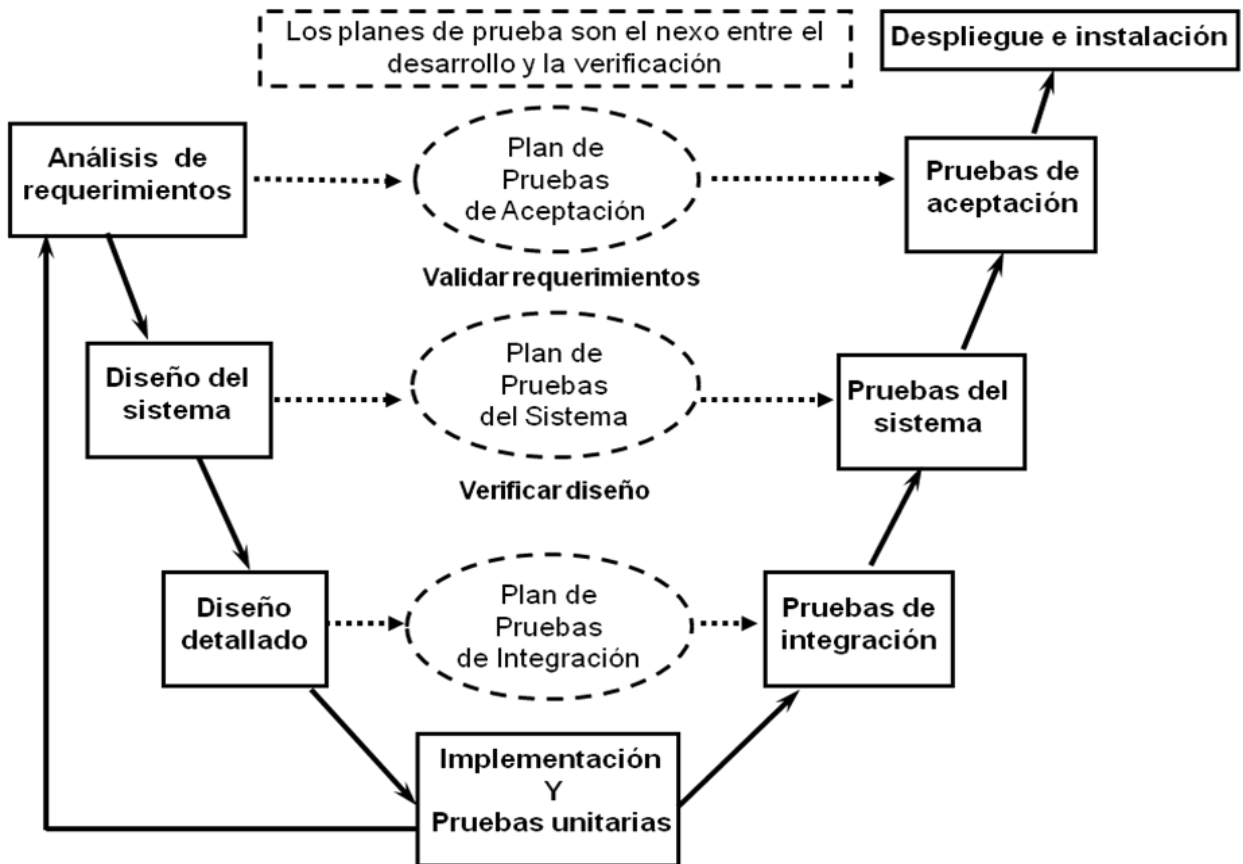 Los planes de prueba son el nexo entre el
desarrollo y la verificación
Despliegue e instalación
Análisis de
requerimientos
Plan de
Pruebas
de Aceptación
Pruebas de
aceptación
Validar requerimientos
Diseño del
sistema
Plan de
Pruebas
del Sistema
Pruebas del
sistema
Verificar diseño
Diseño
detallado
Plan de
Pruebas
de Integración
Pruebas de
integración
Implementación
Y
Pruebas unitarias